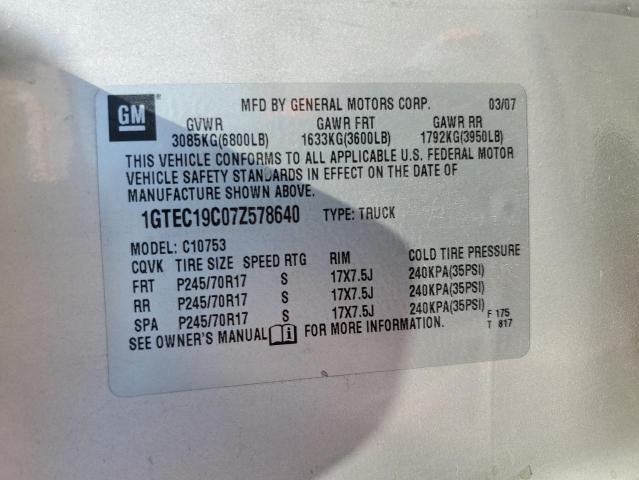 GM
MFD BY GENERAL MOTORS CORP. 03/07
GVWR GAWR FRT GAWR RR
3085KG(6800LB) 1633KG(3600LB) 1792KG(3950LB)
THIS VEHICLE CONFORMS TO ALL APPLICABLE U.S. FEDERAL MOTOR
VEHICLE SAFETY STANDARDS IN EFFECT ON THE DATE OF
MANUFACTURE SHOWN ABOVE.
1GTEC19C07Z578640 TYPE: TRUCK
MODEL: C10753
CQVK TIRE SIZE SPEED RTG RIM COLD TIRE PRESSURE
FRT P245/70R17 S 17X7.5J 240KPA(35PSI)
RR P245/70R17 S 17X7.5J 240KPA(35PSI)
SPA P245/70R17 S 17X7.5J 240KPA(35PSI)
F 175
SEE OWNER'S MANUAL FOR MORE INFORMATION. T 817